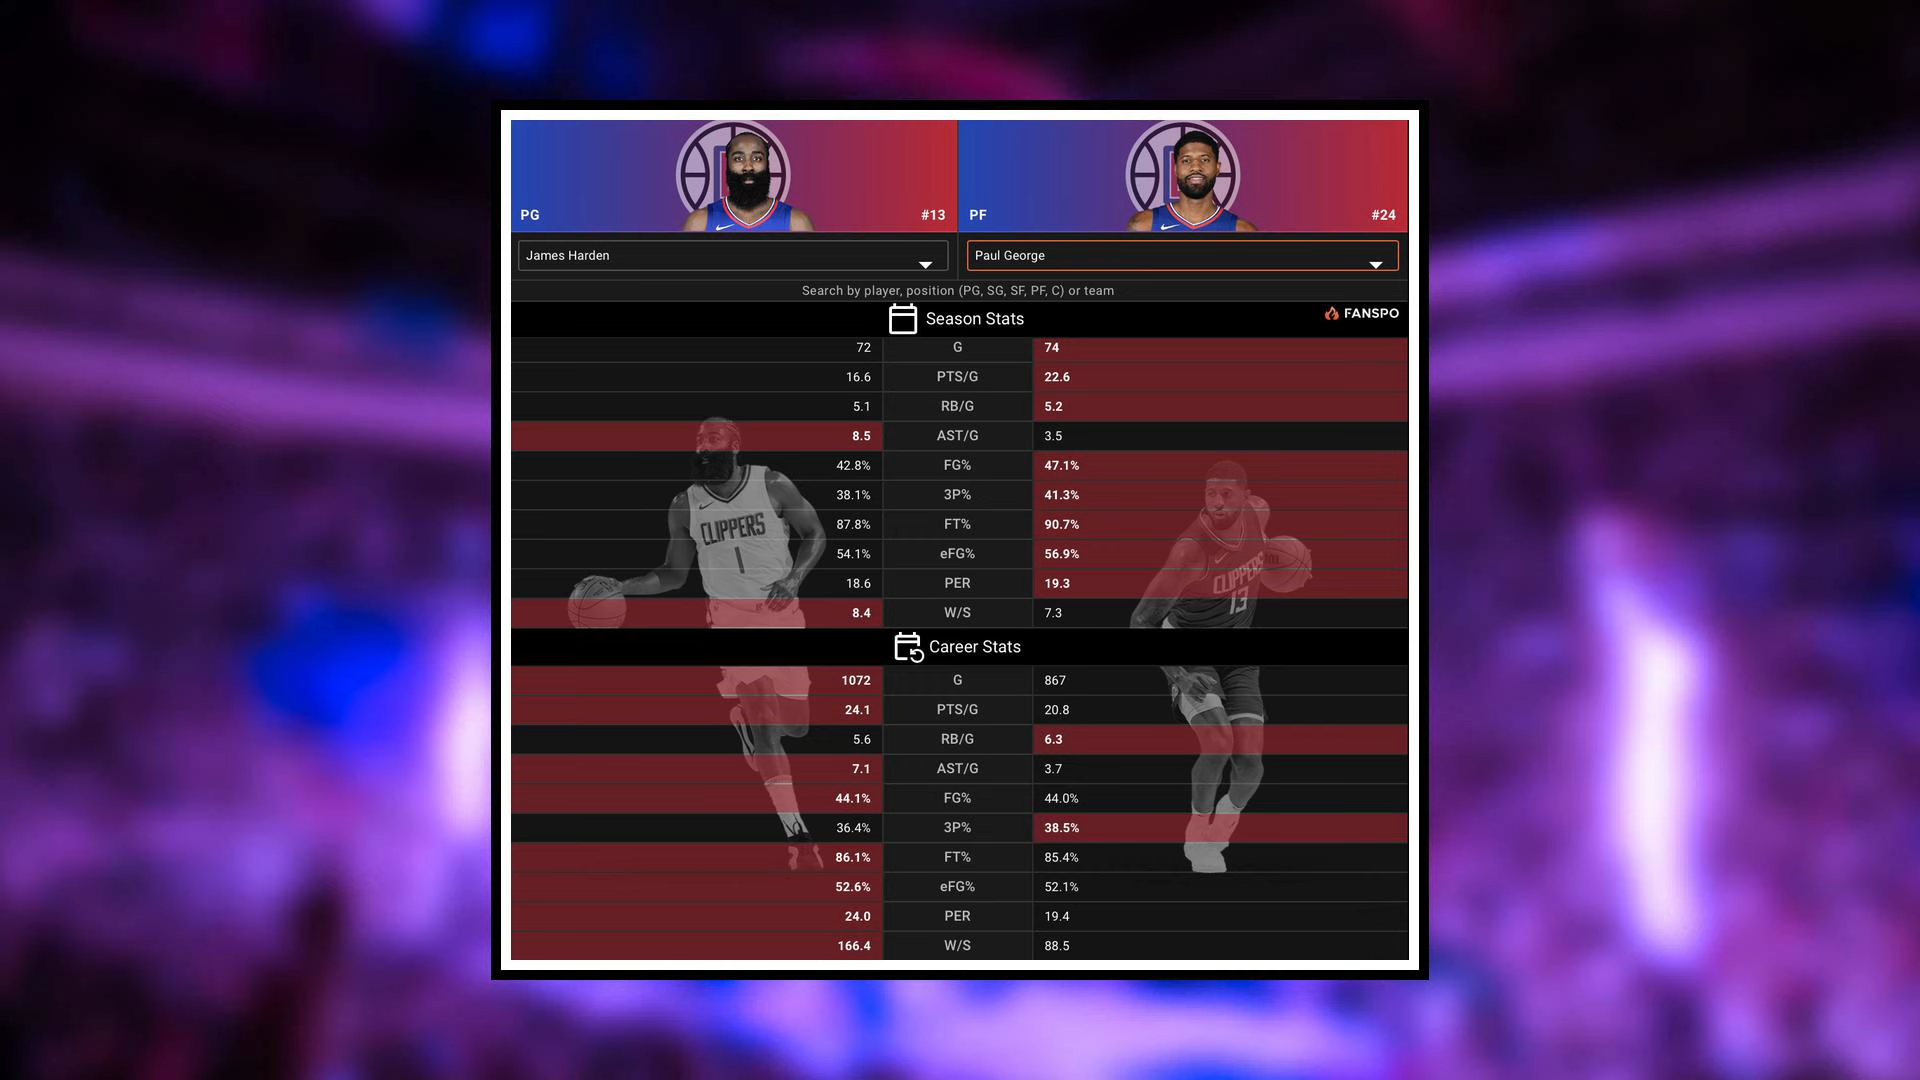 PG #13 PF #24
James Harden Paul George
Search by player, position (PG, SG, SF, PF, C) or team
Season Stats FANSPO
72 G 74
16.6 PTS/G 22.6
5.1 RB/G 5.2
8.5 AST/G 3.5
42.8% FG% 47.1%
38.1% 3P% 41.3%
87.8% FT% 90.7%
54.1% eFG% 56.9%
18.6 PER 19.3
8.4 W/S 7.3
CLIPPERS
1
CLIPPERS
13
Career Stats
1072 G 867
24.1 PTS/G 20.8
5.6 RB/G 6.3
7.1 AST/G 3.7
44.1% FG% 44.0%
36.4% 3P% 38.5%
86.1% FT% 85.4%
52.6% eFG% 52.1%
24.0 PER 19.4
166.4 W/S 88.5